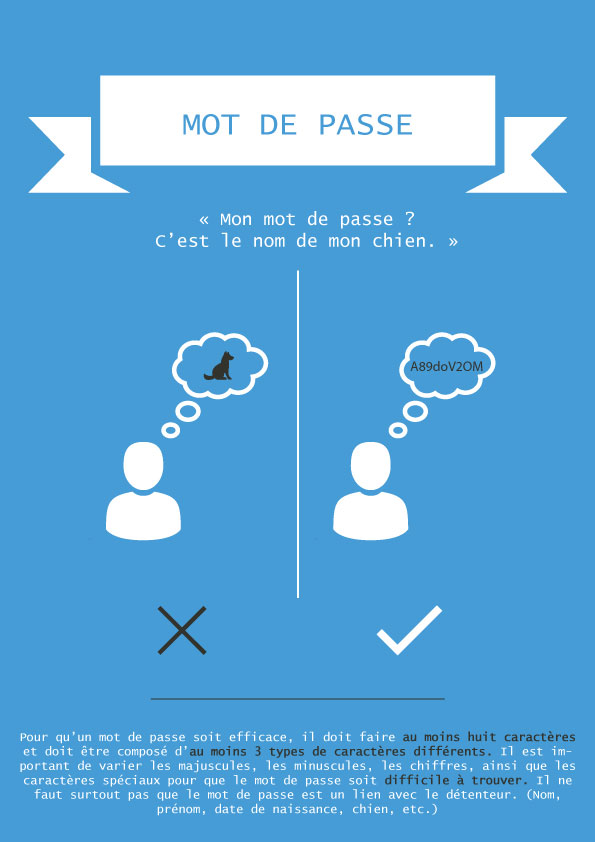 MOT DE PASSE
« Mon mot de passe ?
C’est le nom de mon chien. »
A89doV2OM
Pour qu’un mot de passe soit efficace, il doit faire au moins huit caractères
et doit être composé d’au moins 3 types de caractères différents. Il est im-
portant de varier les majuscules, les minuscules, les chiffres, ainsi que les
caractères spéciaux pour que le mot de passe soit difficile à trouver. Il ne
faut surtout pas que le mot de passe est un lien avec le détenteur. (Nom,
prénom, date de naissance, chien, etc.)